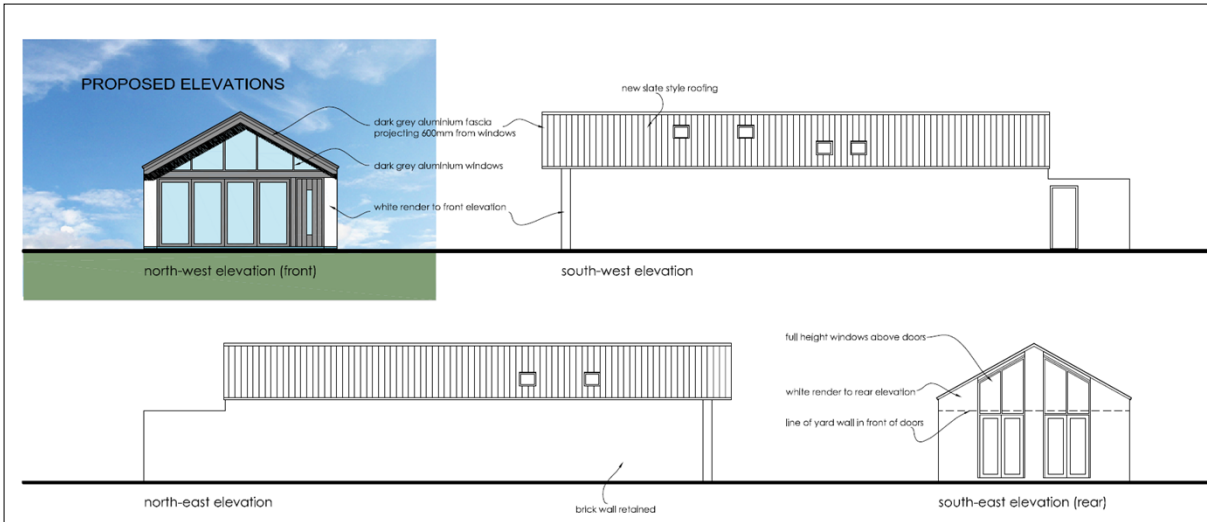 PROPOSED ELEVATIONS
dark grey aluminium fascia
projecting 600mm from windows
dark grey aluminium windows
white render to front elevation
north-west elevation (front)
new slate style roofing
south-west elevation
north-east elevation
brick wall retained
full height windows above doors
white render to rear elevation
line of yard wall in front of doors
south-east elevation (rear)